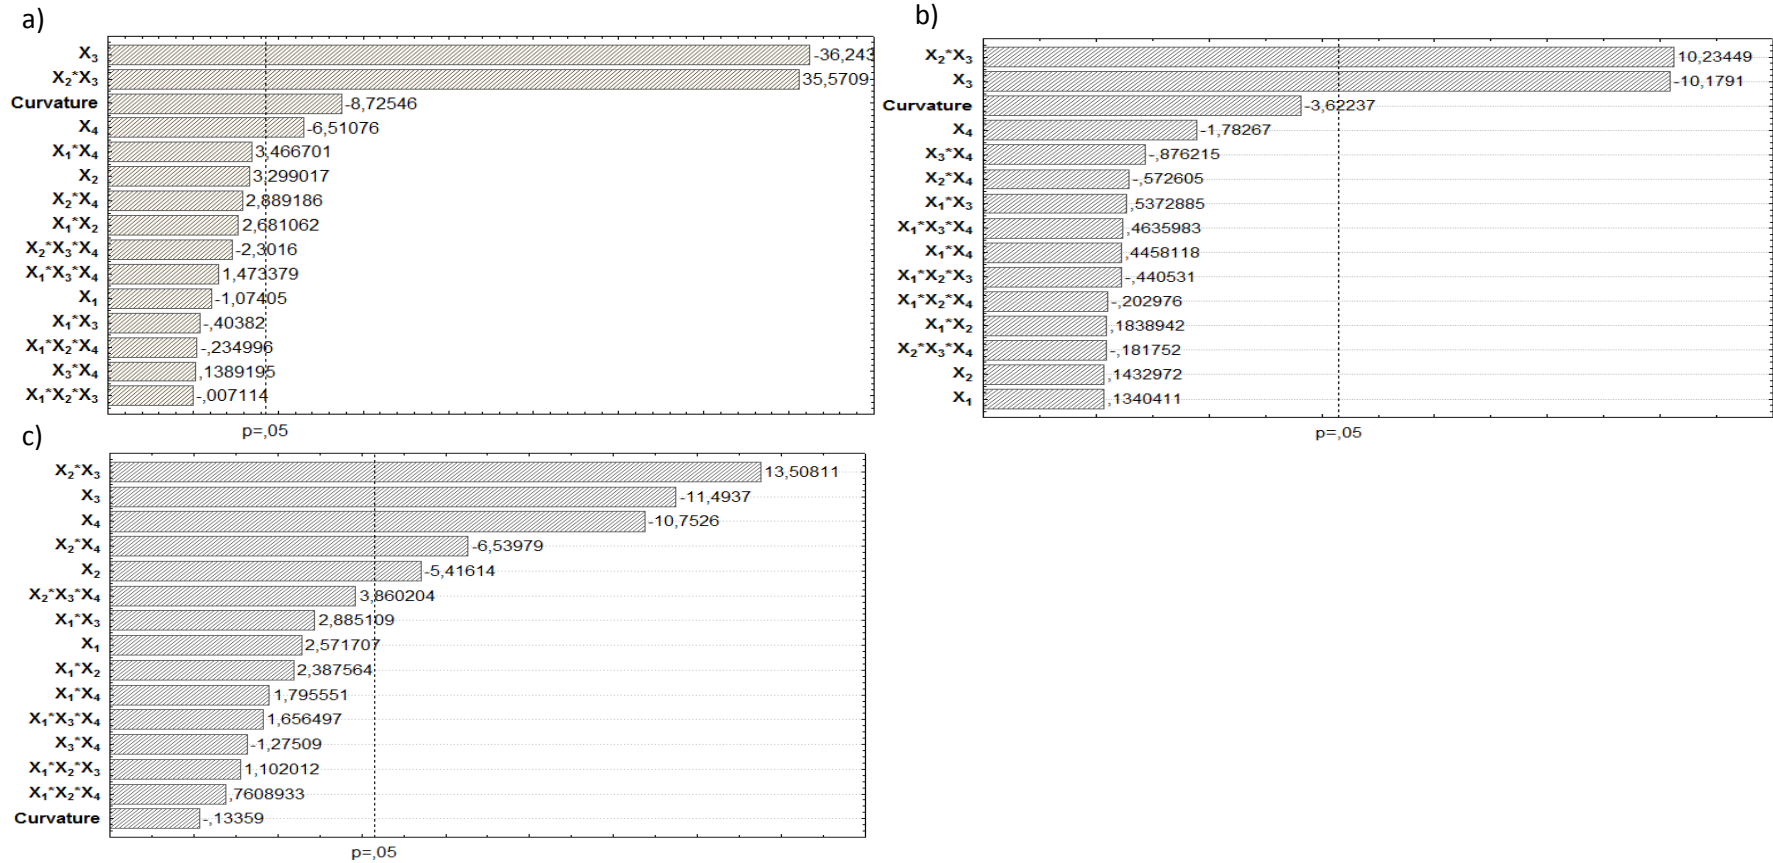 a)
X₃ -36,243
X₂*X₃ 35,5709
Curvature -8,72546
X₄ -6,51076
X₁*X₄ 3,466701
X₂ 3,299017
X₂*X₄ 2,889186
X₁*X₂ 2,681062
X₂*X₃*X₄ -2,3016
X₁*X₃*X₄ 1,473379
X₁ -1,07405
X₁*X₃ -,40382
X₁*X₂*X₄ -,234996
X₃*X₄ ,1389195
X₁*X₂*X₃ -,007114
p=,05
b)
X₂*X₃ 10,23449
X₃ -10,1791
Curvature -3,62237
X₄ -1,78267
X₃*X₄ -,876215
X₂*X₄ -,572605
X₁*X₃ ,5372885
X₁*X₃*X₄ ,4635983
X₁*X₄ ,4458118
X₁*X₂*X₃ -,440531
X₁*X₂*X₄ -,202976
X₁*X₂ ,1838942
X₂*X₃*X₄ -,181752
X₂ ,1432972
X₁ ,1340411
p=,05
c)
X₂*X₃ 13,50811
X₃ -11,4937
X₄ -10,7526
X₂*X₄ -6,53979
X₂ -5,41614
X₂*X₃*X₄ 3,860204
X₁*X₃ 2,885109
X₁ 2,571707
X₁*X₂ 2,387564
X₁*X₄ 1,795551
X₁*X₃*X₄ 1,656497
X₃*X₄ -1,27509
X₁*X₂*X₃ 1,102012
X₁*X₂*X₄ ,7608933
Curvature -,13359
p=,05